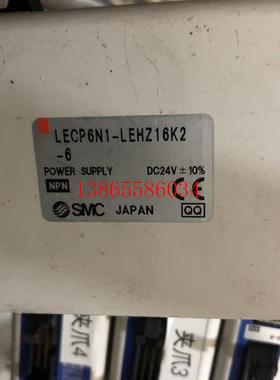 LECP6N1-LEHZ16K2
-6
POWER SUPPLY DC24V ± 10%
NPN
13865586034
CE
SMC JAPAN QQ
夹爪4
夹爪3